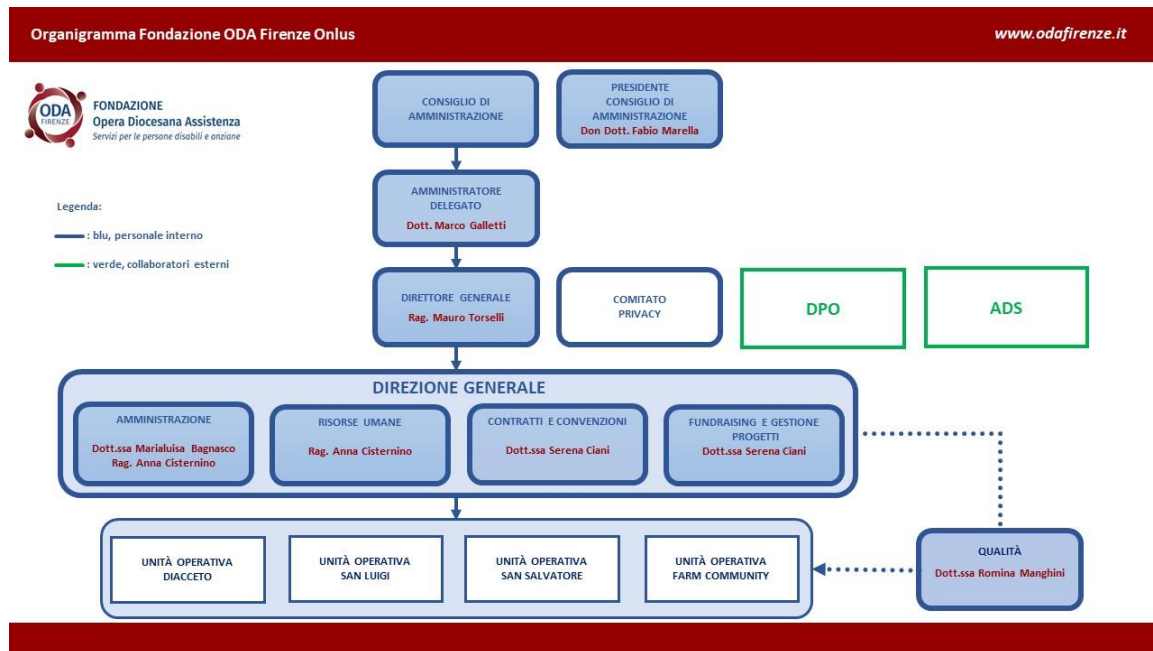 Organigramma Fondazione ODA Firenze Onlus
www.odafirenze.it
ODA
FIRENZE
FONDAZIONE
Opera Diocesana Assistenza
Servizi per le persone disabili e anziane
CONSIGLIO DI
AMMINISTRAZIONE
PRESIDENTE
CONSIGLIO DI
AMMINISTRAZIONE
Don Dott. Fabio Marella
AMMINISTRATORE
DELEGATO
Dott. Marco Galletti
Legenda:
: blu, personale interno
: verde, collaboratori esterni
DIRETTORE GENERALE
Rag. Mauro Torselli
COMITATO
PRIVACY
DPO
ADS
DIREZIONE GENERALE
AMMINISTRAZIONE
Dott.ssa Marialuisa Bagnasco
Rag. Anna Cisternino
RISORSE UMANE
Rag. Anna Cisternino
CONTRATTI E CONVENZIONI
Dott.ssa Serena Ciani
FUNDRAISING E GESTIONE
PROGETTI
Dott.ssa Serena Ciani
UNITÀ OPERATIVA
DIACCETO
UNITÀ OPERATIVA
SAN LUIGI
UNITÀ OPERATIVA
SAN SALVATORE
UNITÀ OPERATIVA
FARM COMMUNITY
QUALITÀ
Dott.ssa Romina Manghini